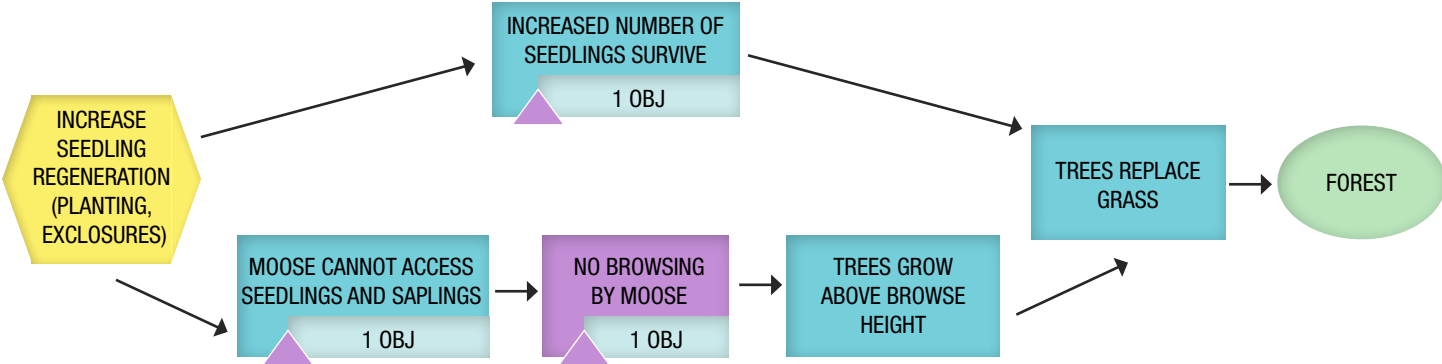 INCREASE
SEEDLING
REGENERATION
(PLANTING,
EXCLOSURES)
INCREASED NUMBER OF
SEEDLINGS SURVIVE
1 OBJ
MOOSE CANNOT ACCESS
SEEDLINGS AND SAPLINGS
1 OBJ
NO BROWSING
BY MOOSE
1 OBJ
TREES GROW
ABOVE BROWSE
HEIGHT
TREES REPLACE
GRASS
FOREST